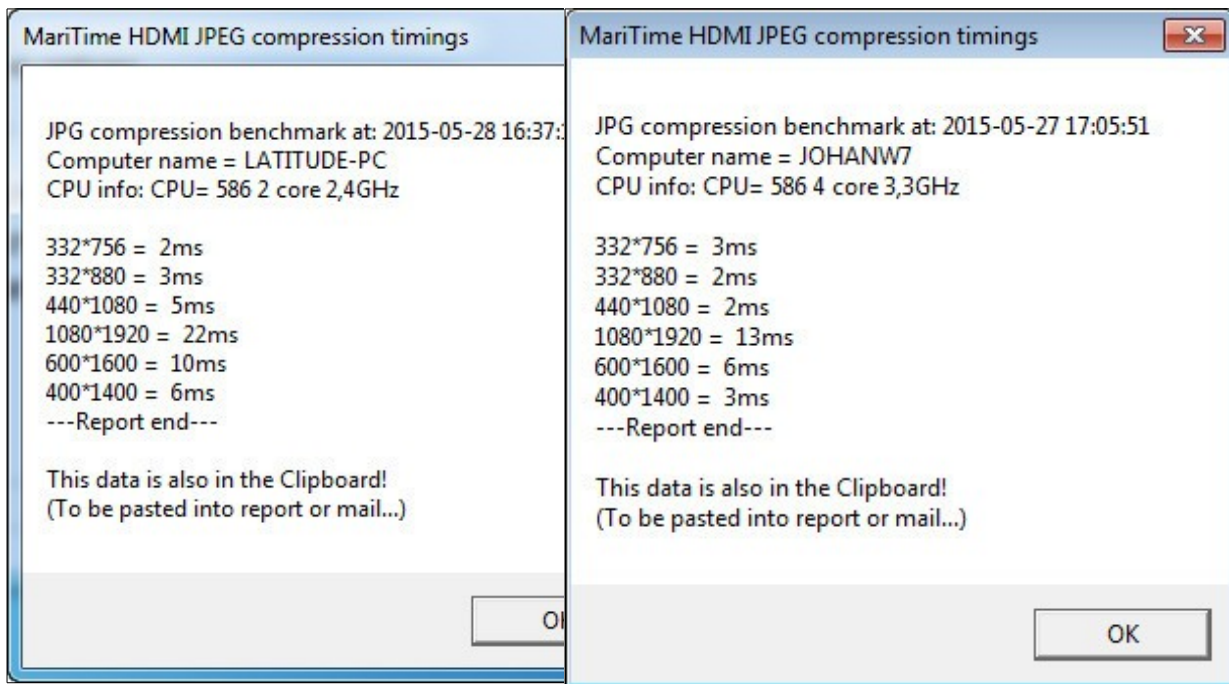 MariTime HDMI JPEG compression timings
JPG compression benchmark at: 2015-05-28 16:37:
Computer name = LATITUDE-PC
CPU info: CPU= 586 2 core 2,4GHz
332*756 =  2ms
332*880 =  3ms
440*1080 =  5ms
1080*1920 =  22ms
600*1600 =  10ms
400*1400 =  6ms
---Report end---
This data is also in the Clipboard!
(To be pasted into report or mail...)
MariTime HDMI JPEG compression timings
JPG compression benchmark at: 2015-05-27 17:05:51
Computer name = JOHANW7
CPU info: CPU= 586 4 core 3,3GHz
332*756 =  3ms
332*880 =  2ms
440*1080 =  2ms
1080*1920 =  13ms
600*1600 =  6ms
400*1400 =  3ms
---Report end---
This data is also in the Clipboard!
(To be pasted into report or mail...)
OK